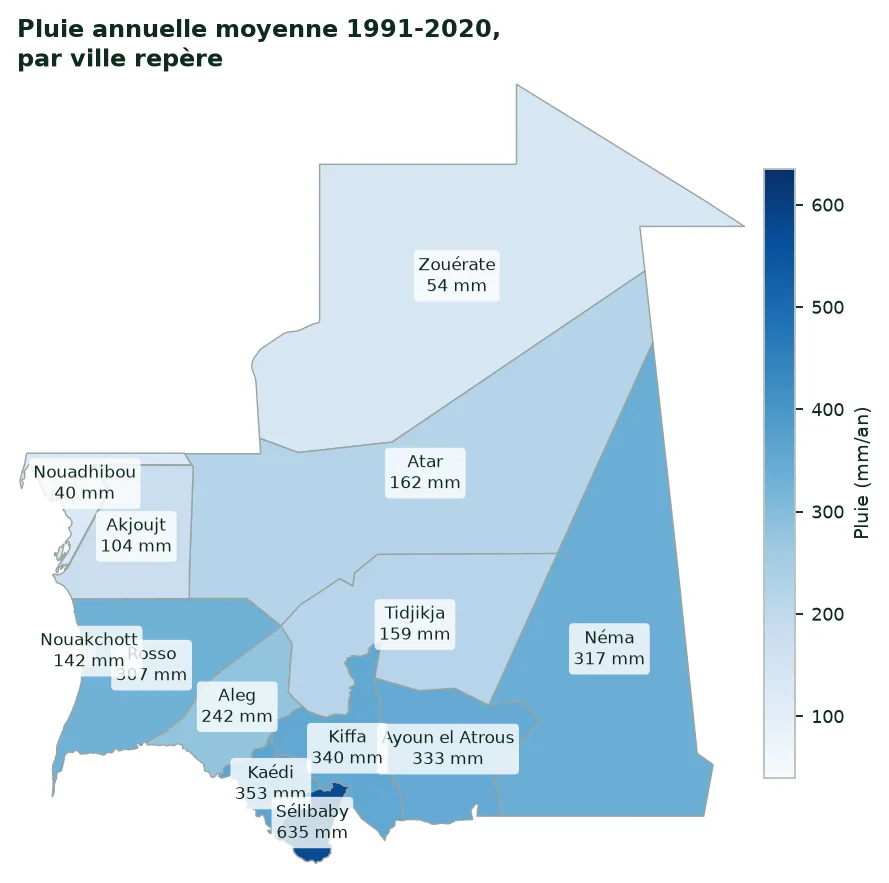 Pluie annuelle moyenne 1991-2020,
par ville repère
Zouérate
54 mm
Atar
162 mm
Nouadhibou
40 mm
Akjoujt
104 mm
Tidjikja
159 mm
Nouakchott
142 mm
Rosso
307 mm
Néma
317 mm
Aleg
242 mm
Kiffa
340 mm
Ayoun el Atrous
333 mm
Kaédi
353 mm
Sélibaby
635 mm
600
500
400
300
200
100
Pluie (mm/an)